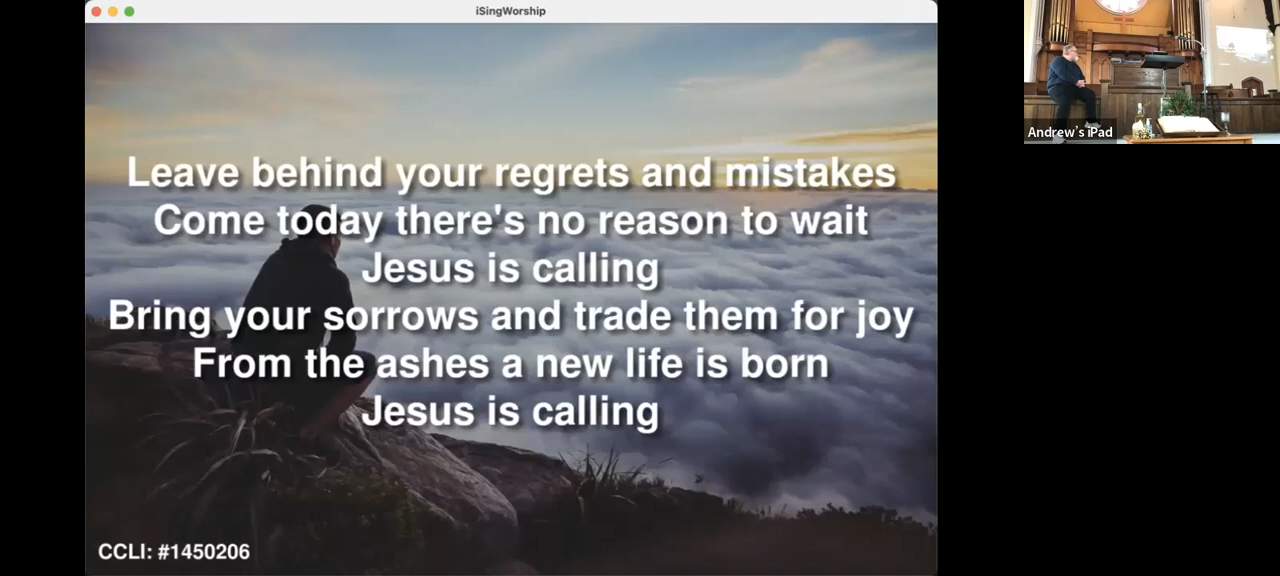 iSingWorship
Leave behind your regrets and mistakes
Come today there's no reason to wait
Jesus is calling
Bring your sorrows and trade them for joy
From the ashes a new life is born
Jesus is calling
CCLI: #1450206
Andrew's iPad